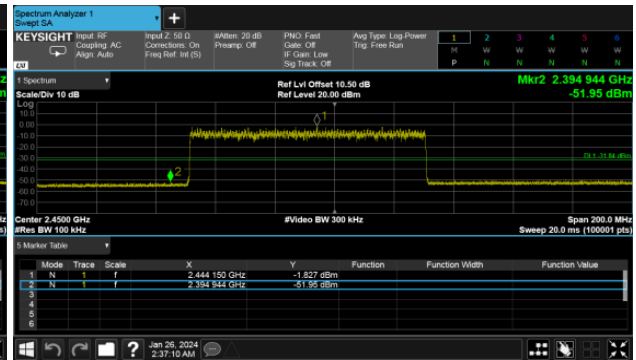 Spectrum Analyzer 1
Swept SA
+
KEYSIGHT Input: RF Input Z: 50 Ω #Atten: 20 dB PNO: Fast Avg Type: Log-Power 1 2 3 4 5 6
Coupling: AC Corrections: On Preamp: Off Gate: Off Trig: Free Run M W W W W W
Align: Auto Freq Ref: Int (S) IF Gain: Low P N N N N N
Sig Track: Off
LXI
1 Spectrum Ref Lvl Offset 10.50 dB Mkr2 2.394 944 GHz
Scale/Div 10 dB Ref Level 20.00 dBm -51.95 dBm
Log
10.0
0.00
-10.0
-20.0
-30.0
-40.0
-50.0
-60.0
-70.0
1
2
DL1 -31.84 dBm
Center 2.4500 GHz #Video BW 300 kHz Span 200.0 MHz
#Res BW 100 kHz Sweep 20.0 ms (100001 pts)
5 Marker Table
Mode Trace Scale X Y Function Function Width Function Value
1 N 1 f 2.444 150 GHz -1.827 dBm
2 N 1 f 2.394 944 GHz -51.95 dBm
3
4
5
6
? Jan 26, 2024
2:37:10 AM